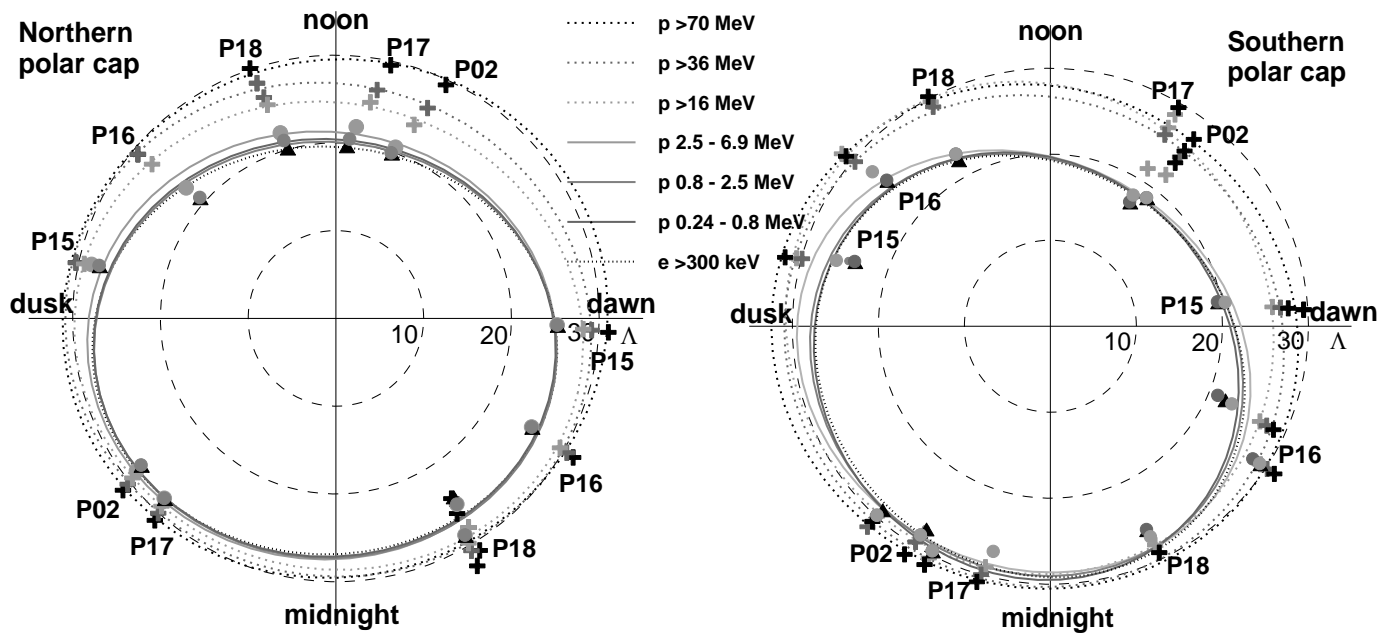 Northern
polar cap
noon
P18
P17
P02
P16
P15
dusk
dawn
10
20
30
Λ
P15
P16
P02
P17
P18
midnight
p >70 MeV
p >36 MeV
p >16 MeV
p 2.5 - 6.9 MeV
p 0.8 - 2.5 MeV
p 0.24 - 0.8 MeV
e >300 keV
Southern
polar cap
noon
P18
P17
P02
P16
P15
P15
dusk
dawn
10
20
30
Λ
P16
P02
P17
P18
midnight